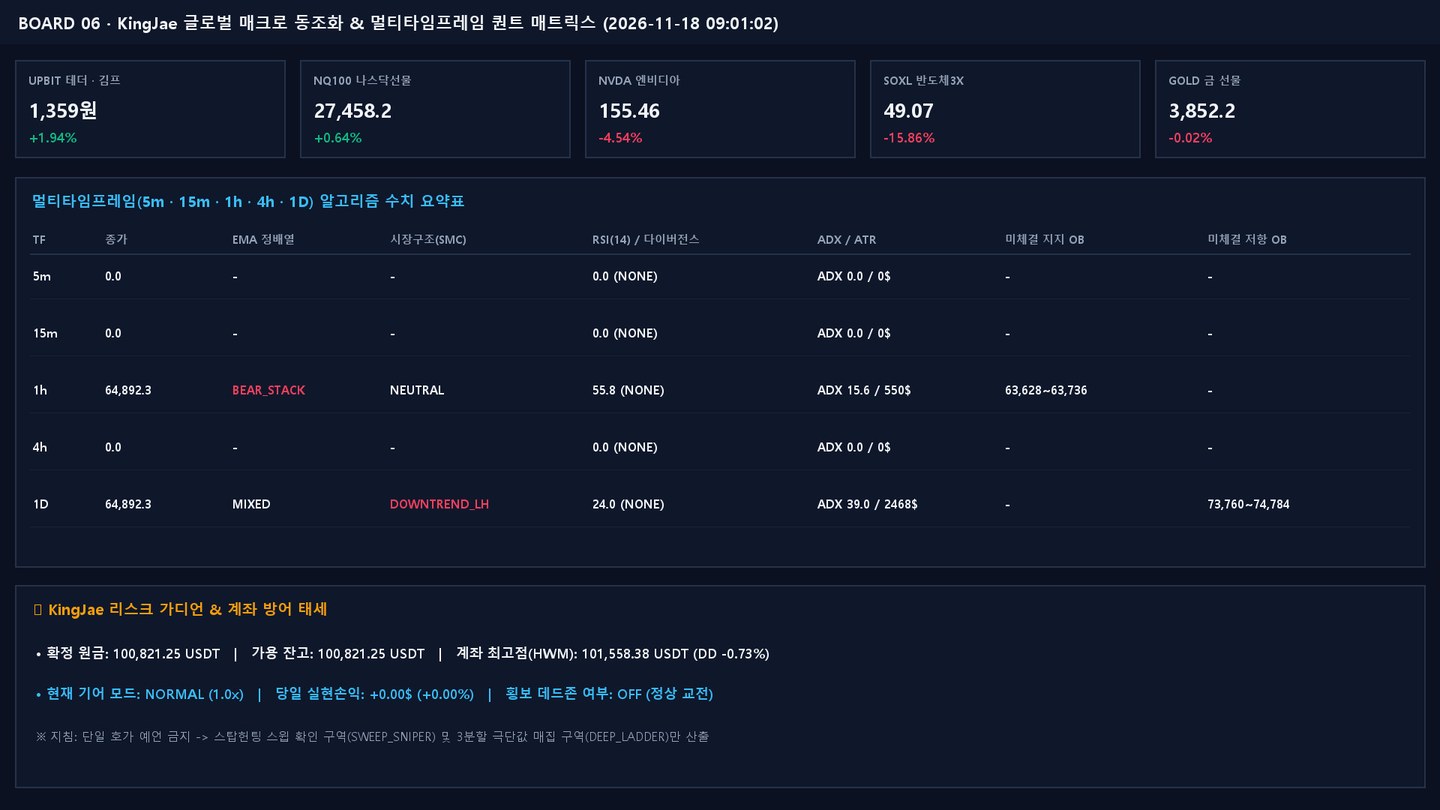 BOARD 06 · KingJae 글로벌 매크로 동조화 & 멀티타임프레임 퀀트 매트릭스 (2026-11-18 09:01:02)
UPBIT 테더 · 김프
1,359원
+1.94%
NQ100 나스닥선물
27,458.2
+0.64%
NVDA 엔비디아
155.46
-4.54%
SOXL 반도체3X
49.07
-15.86%
GOLD 금 선물
3,852.2
-0.02%
멀티타임프레임(5m · 15m · 1h · 4h · 1D) 알고리즘 수치 요약표
TF 종가 EMA 정배열 시장구조(SMC) RSI(14) / 다이버전스 ADX / ATR 미체결 지지 OB 미체결 저항 OB
5m 0.0 - - 0.0 (NONE) ADX 0.0 / 0$ - -
15m 0.0 - - 0.0 (NONE) ADX 0.0 / 0$ - -
1h 64,892.3 BEAR_STACK NEUTRAL 55.8 (NONE) ADX 15.6 / 550$ 63,628~63,736 -
4h 0.0 - - 0.0 (NONE) ADX 0.0 / 0$ - -
1D 64,892.3 MIXED DOWNTREND_LH 24.0 (NONE) ADX 39.0 / 2468$ - 73,760~74,784
KingJae 리스크 가디언 & 계좌 방어 태세
• 확정 원금: 100,821.25 USDT | 가용 잔고: 100,821.25 USDT | 계좌 최고점(HWM): 101,558.38 USDT (DD -0.73%)
• 현재 기어 모드: NORMAL (1.0x) | 당일 실현손익: +0.00$ (+0.00%) | 횡보 데드존 여부: OFF (정상 교전)
※ 지침: 단일 호가 예언 금지 -> 스탑헌팅 스윕 확인 구역(SWEEP_SNIPER) 및 3분할 극단값 매집 구역(DEEP_LADDER)만 산출